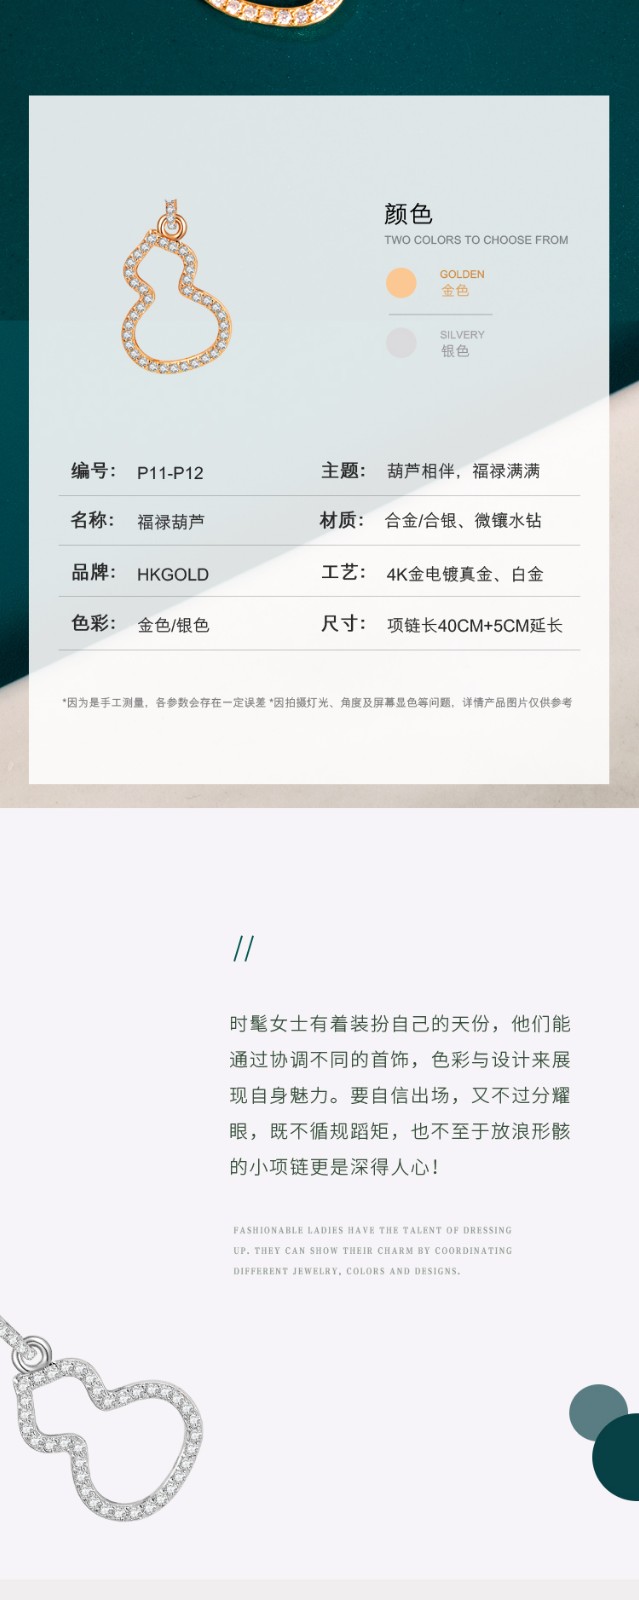 颜色
TWO COLORS TO CHOOSE FROM
GOLDEN
金色
SILVERY
银色
编号: P11-P12 主题: 葫芦相伴，福禄满满
名称: 福禄葫芦 材质: 合金/合银、微镶水钻
品牌: HKGOLD 工艺: 4K金电镀真金、白金
色彩: 金色/银色 尺寸: 项链长40CM+5CM延长
*因为是手工测量，各参数会存在一定误差 *因拍摄灯光、角度及屏幕显色等问题，详情产品图片仅供参考
//
时髦女士有着装扮自己的天份，他们能
通过协调不同的首饰，色彩与设计来展
现自身魅力。要自信出场，又不过分耀
眼，既不循规蹈矩，也不至于放浪形骸
的小项链更是深得人心！
FASHIONABLE LADIES HAVE THE TALENT OF DRESSING
UP. THEY CAN SHOW THEIR CHARM BY COORDINATING
DIFFERENT JEWELRY, COLORS AND DESIGNS.